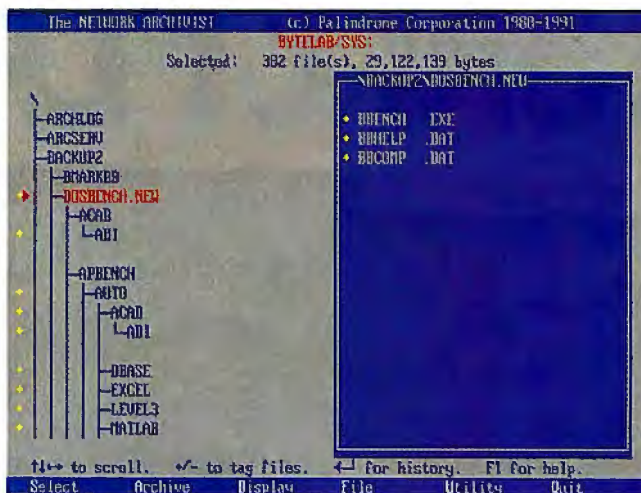 The NETWORK ARCHIVIST (c) Palindrome Corporation 1980-1991
BYTELAB/SYS:
Selected: 382 file(s), 29,122,139 bytes
\BACKUP2\DOSBENCH.NEW
\
ARCHLOG
ARCSERV
BACKUP2
BMARKB9
DOSBENCH.NEW
ACAD
AD1
APBENCH
AUTO
ACAD
AD1
DBASE
EXCEL
LEVEL3
MATLAB
BBENCH .EXE
BBHELP .DAT
BBCOMP .DAT
↑↓↔ to scroll. +/- to tag files. ↵ for history. F1 for help.
Select Archive Display File Utility Quit